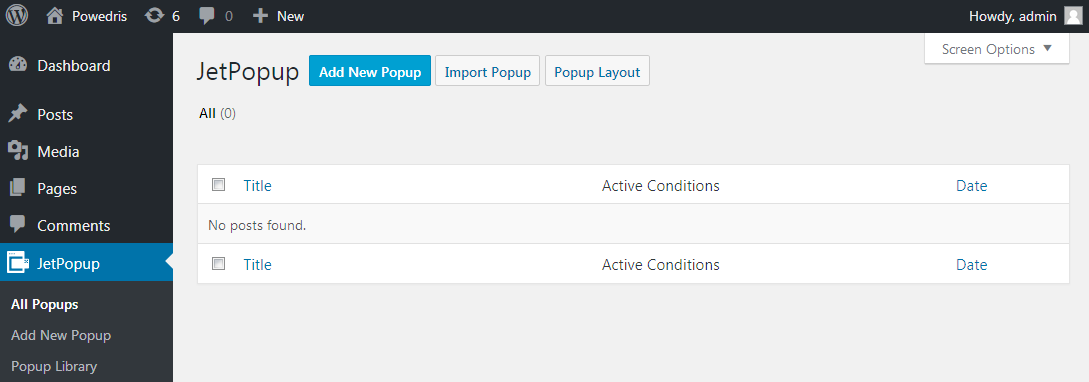 Powedris 6 0 New Howdy, admin
Screen Options
Dashboard
Posts
Media
Pages
Comments
JetPopup
All Popups
Add New Popup
Popup Library
JetPopup Add New Popup Import Popup Popup Layout
All (0)
Title Active Conditions Date
No posts found.
Title Active Conditions Date